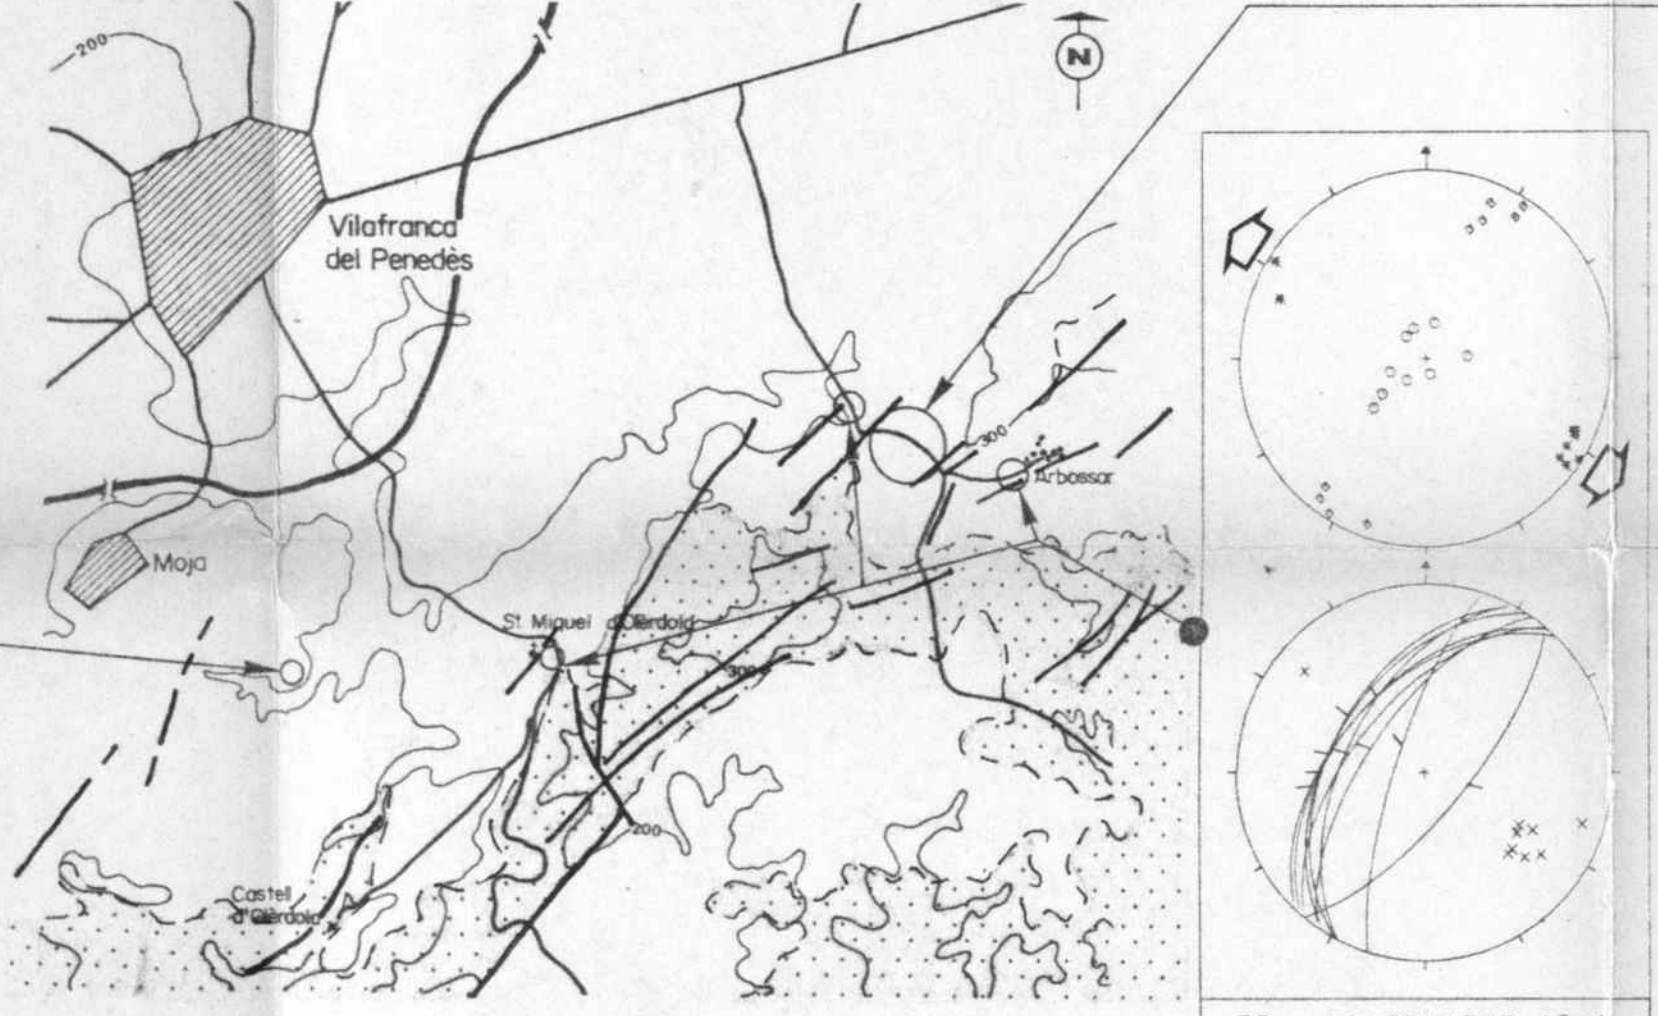 200
N
Vilafranca
del Penedès
300
Arbossar
Moja
St. Miquel d'Olèrdola
300
200
Castell
d'Olèrdola